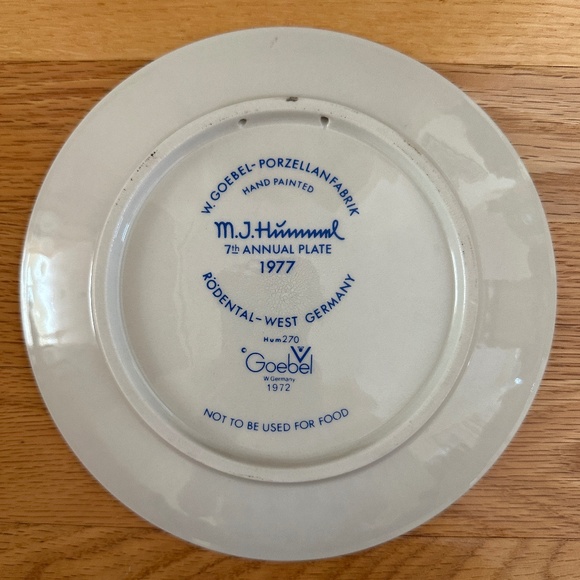 W. GOEBEL-PORZELLANFABRIK
HAND PAINTED
M.J.Hummel
7th ANNUAL PLATE
1977
RÖDENTAL-WEST GERMANY
Hum 270
© Goebel
W. Germany
1972
NOT TO BE USED FOR FOOD